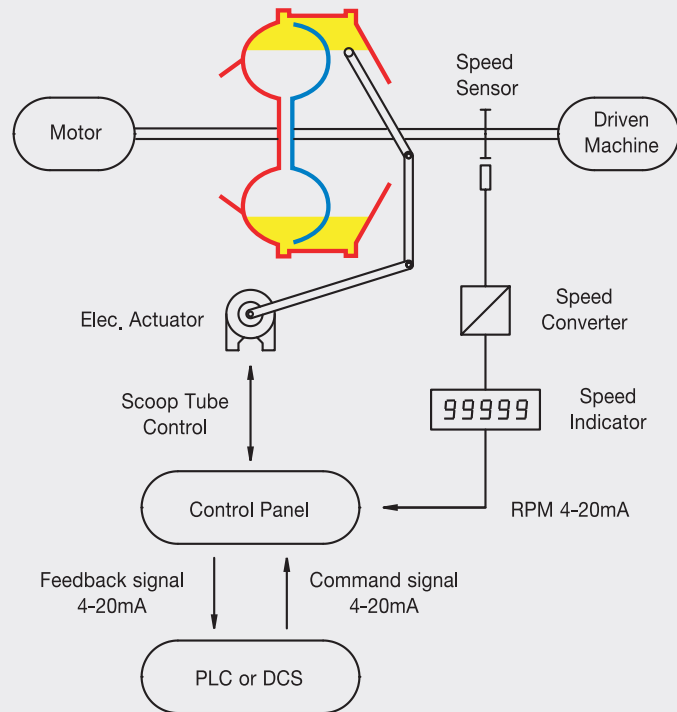 Speed
Sensor
Motor
Driven
Machine
Elec. Actuator
Speed
Converter
Scoop Tube
Control
99999
Speed
Indicator
Control Panel
RPM 4-20mA
Feedback signal
4-20mA
Command signal
4-20mA
PLC or DCS